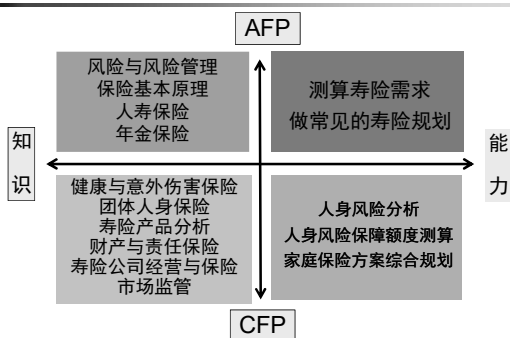 AFP
风险与风险管理
保险基本原理
人寿保险
年金保险
测算寿险需求
做常见的寿险规划
知
识
能
力
健康与意外伤害保险
团体人身保险
寿险产品分析
财产与责任保险
寿险公司经营与保险
市场监管
人身风险分析
人身风险保障额度测算
家庭保险方案综合规划
CFP